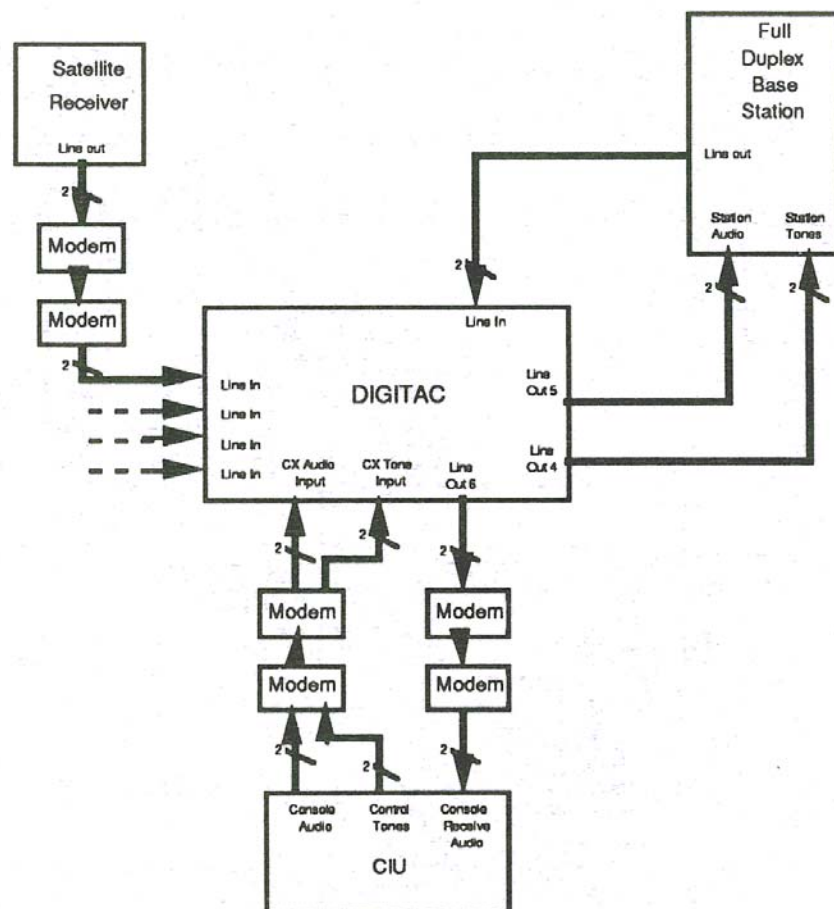 Satellite
Receiver
Line out
2
Modem
Modem
2
Full
Duplex
Base
Station
Line out
Station
Audio
Station
Tones
2
2
2
Line In
DIGITAC
Line In
Line In
Line In
Line In
Line
Out 5
Line
Out 4
CX Audio
Input
CX Tone
Input
Line
Out 6
2
2
2
Modem
Modem
Modem
Modem
2
2
2
Console
Audio
Control
Tones
Console
Receive
Audio
CIU